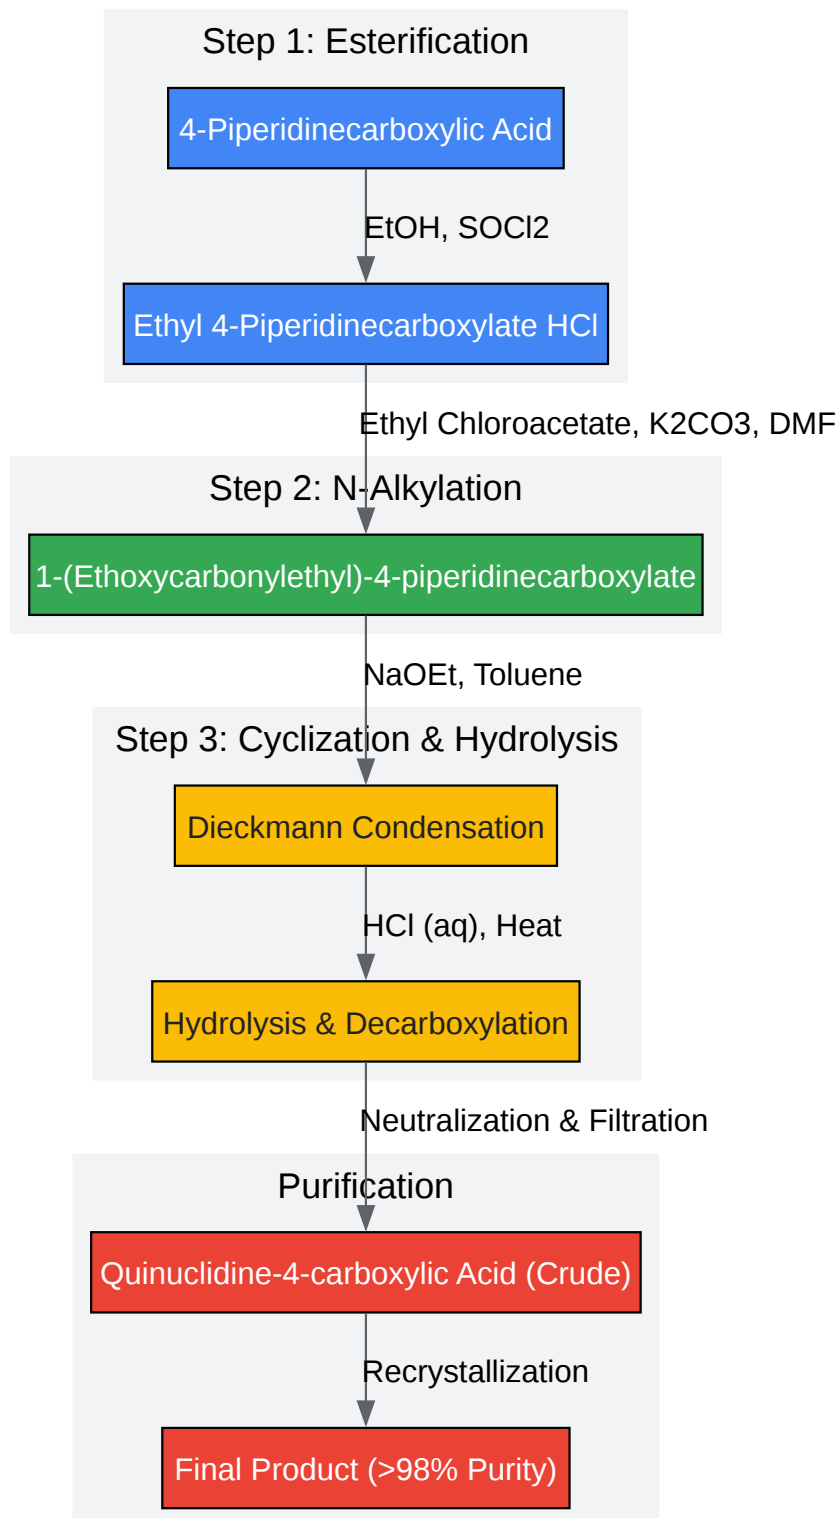 Step 1: Esterification
4-Piperidinecarboxylic Acid
EtOH, SOCl2
Ethyl 4-Piperidinecarboxylate HCl
Ethyl Chloroacetate, K2CO3, DMF
Step 2: N-Alkylation
1-(Ethoxycarbonylethyl)-4-piperidinecarboxylate
NaOEt, Toluene
Step 3: Cyclization & Hydrolysis
Dieckmann Condensation
HCl (aq), Heat
Hydrolysis & Decarboxylation
Neutralization & Filtration
Purification
Quinuclidine-4-carboxylic Acid (Crude)
Recrystallization
Final Product (>98% Purity)